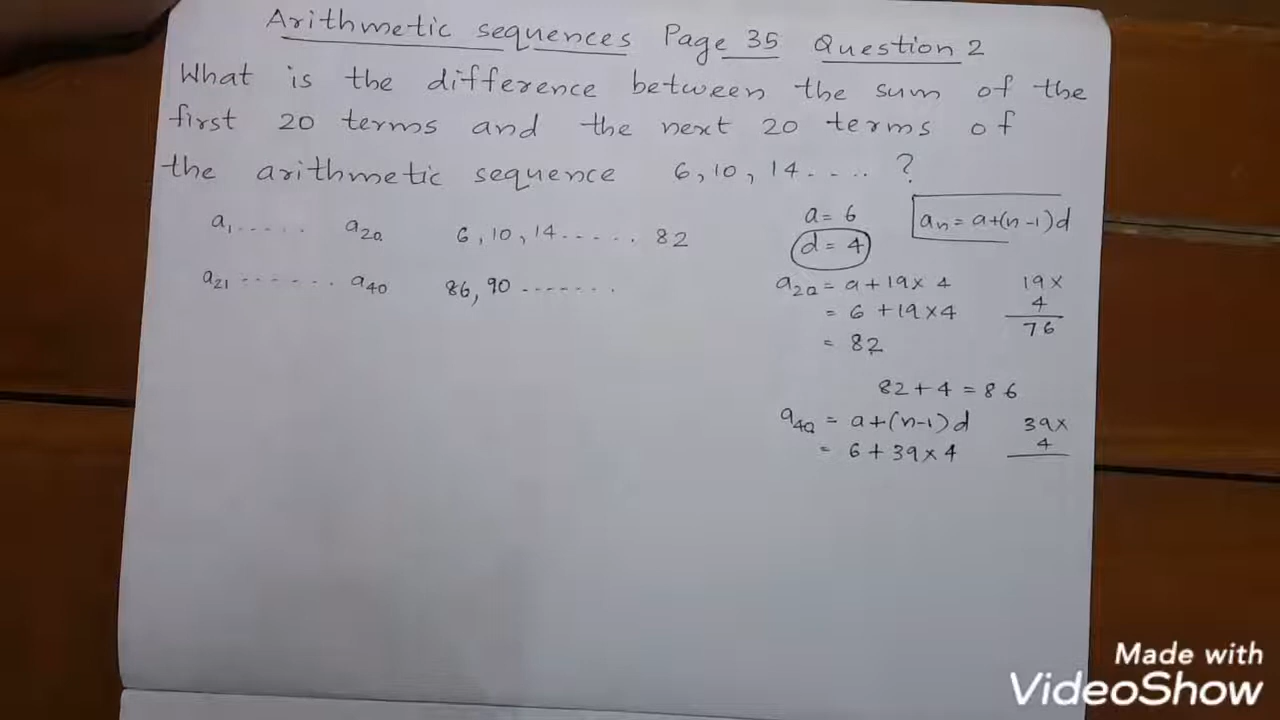 Arithmetic sequences Page 35 Question 2
What is the difference between the sum of the
first 20 terms and the next 20 terms of
the arithmetic sequence 6, 10, 14.... ?
a₁..... a₂₀ 6, 10, 14..... 82
a₂₁ ....... a₄₀ 86, 90 .......
a = 6
d = 4
aₙ = a+(n-1)d
a₂₀ = a + 19 x 4
= 6 + 19 x 4
= 82
19 x
4
76
82 + 4 = 86
a₄₀ = a + (n-1)d
= 6 + 39 x 4
39 x
4
Made with
VideoShow